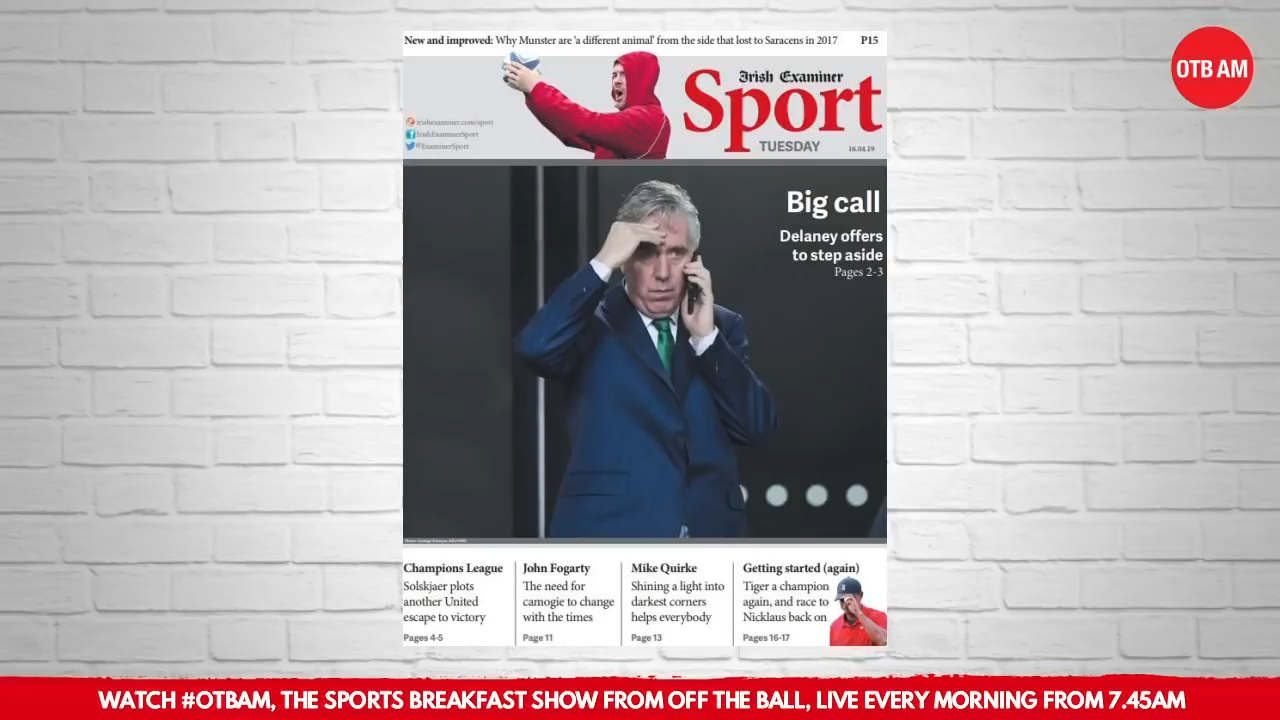 New and improved: Why Munster are 'a different animal' from the side that lost to Saracens in 2017 P15
OTB AM
Irish Examiner
Sport
irishexaminer.com/sport
IrishExaminerSport
@ExaminerSport
TUESDAY
16.04.19
Big call
Delaney offers
to step aside
Pages 2-3
Champions League
Solskjaer plots
another United
escape to victory
Pages 4-5
John Fogarty
The need for
camogie to change
with the times
Page 11
Mike Quirke
Shining a light into
darkest corners
helps everybody
Page 13
Getting started (again)
Tiger a champion
again, and race to
Nicklaus back on
Pages 16-17
WATCH #OTBAM, THE SPORTS BREAKFAST SHOW FROM OFF THE BALL, LIVE EVERY MORNING FROM 7.45AM